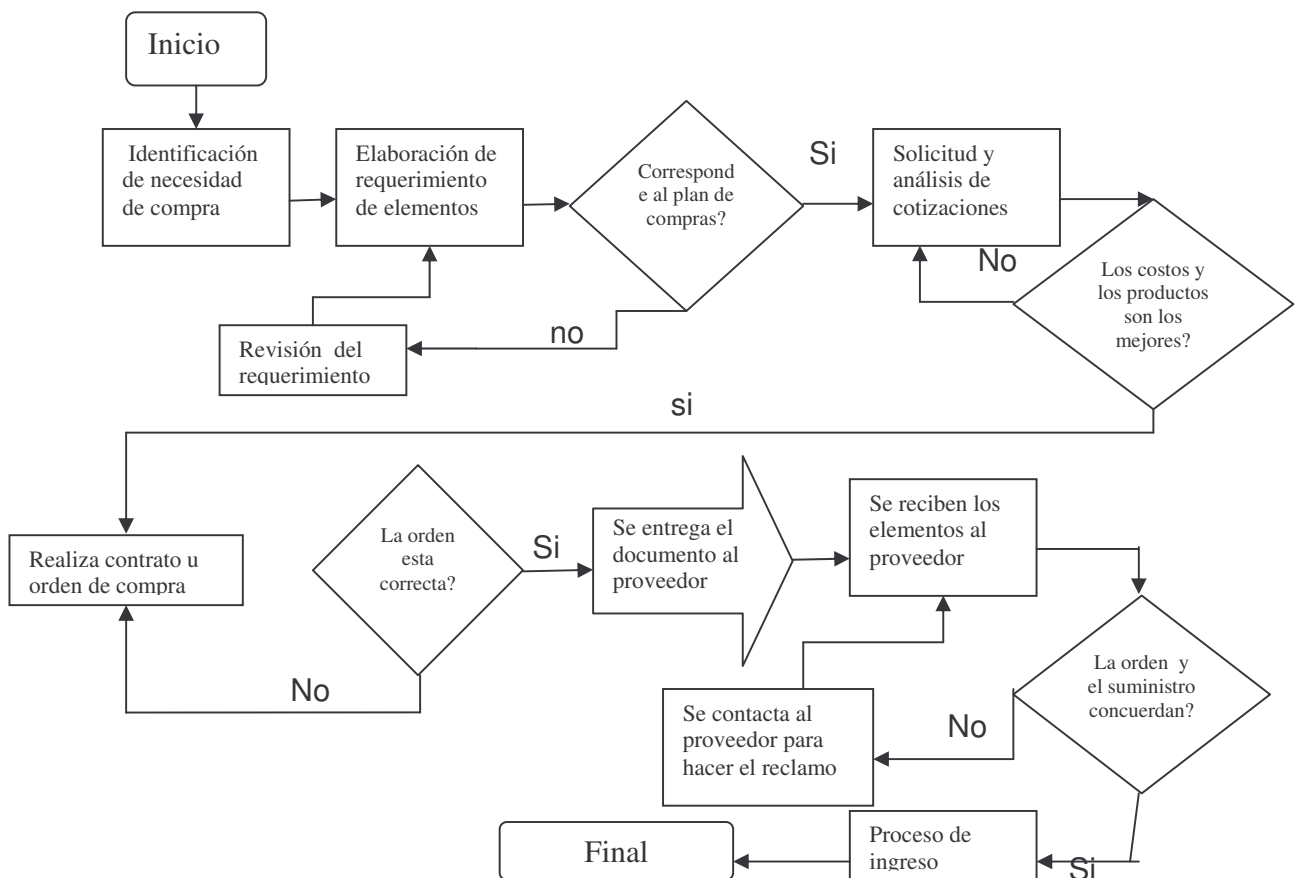 Inicio
Identificación
de necesidad
de compra
Elaboración de
requerimiento
de elementos
Correspond
e al plan de
compras?
Si
Solicitud y
análisis de
cotizaciones
No
Los costos y
los productos
son los
mejores?
no
Revisión del
requerimiento
si
Realiza contrato u
orden de compra
La orden
esta
correcta?
Si
Se entrega el
documento al
proveedor
Se reciben los
elementos al
proveedor
No
La orden y
el suministro
concuerdan?
No
Se contacta al
proveedor para
hacer el reclamo
Si
Proceso de
ingreso
Final